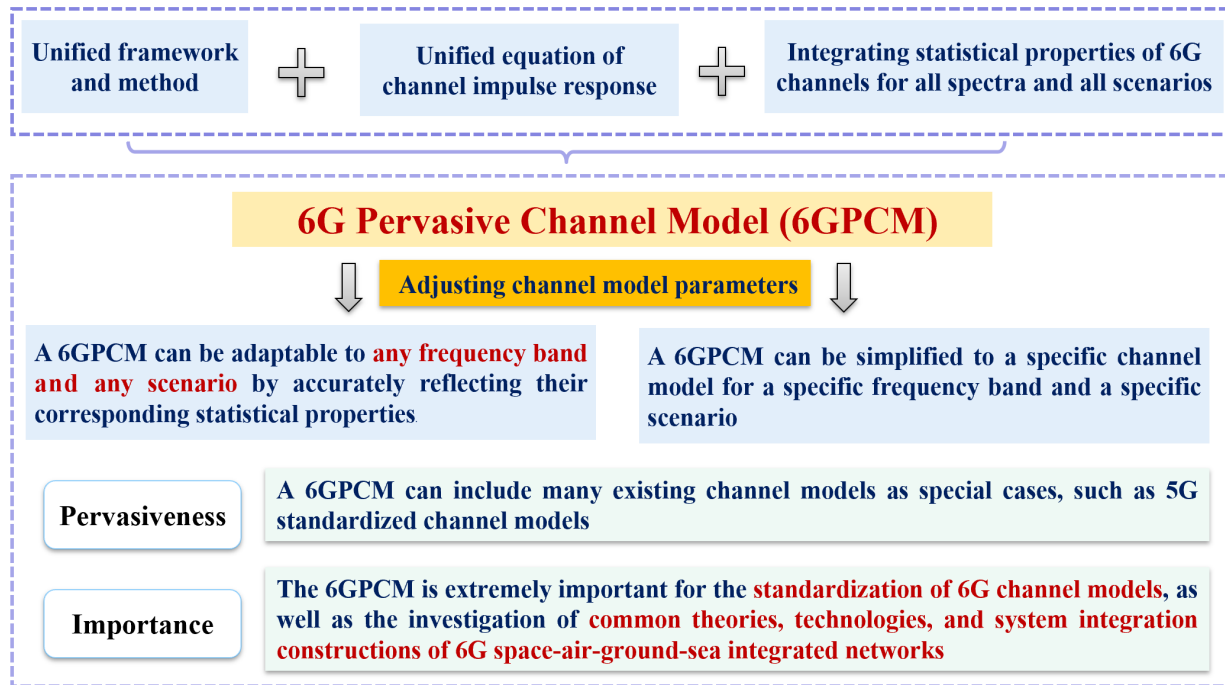 Unified framework
and method
Unified equation of
channel impulse response
Integrating statistical properties of 6G
channels for all spectra and all scenarios
6G Pervasive Channel Model (6GPCM)
Adjusting channel model parameters
A 6GPCM can be adaptable to any frequency band
and any scenario by accurately reflecting their
corresponding statistical properties.
A 6GPCM can be simplified to a specific channel
model for a specific frequency band and a specific
scenario
Pervasiveness
A 6GPCM can include many existing channel models as special cases, such as 5G
standardized channel models
Importance
The 6GPCM is extremely important for the standardization of 6G channel models, as
well as the investigation of common theories, technologies, and system integration
constructions of 6G space-air-ground-sea integrated networks